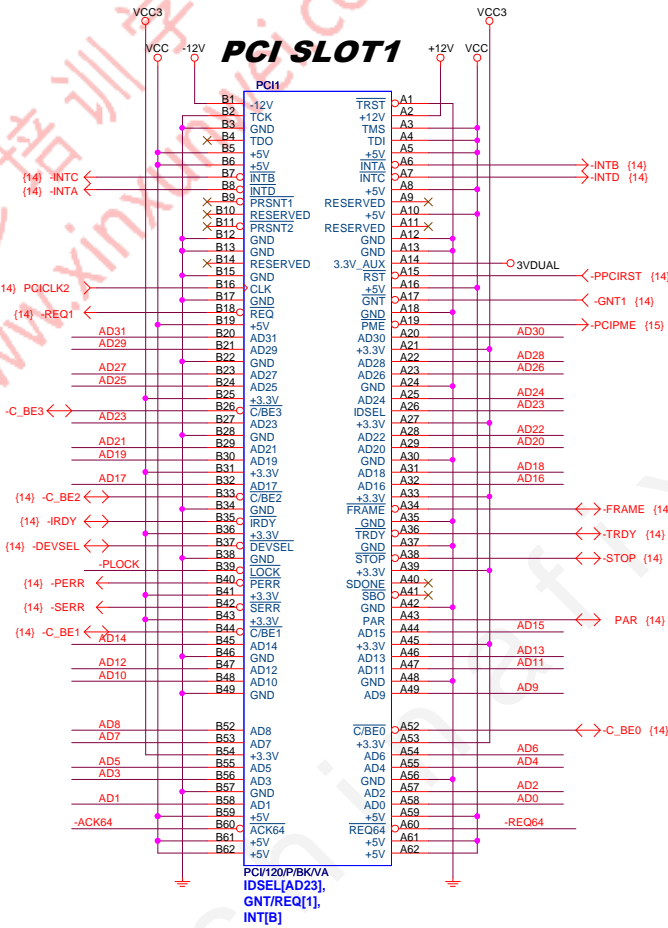 VCC3
VCC3
VCC -12V PCI SLOT1 +12V VCC
PCI1
B1 -12V TRST A1
B2 TCK +12V A2
B3 GND TMS A3
B4 TDO TDI A4
B5 +5V +5V A5
B6 +5V INTA A6 -INTB {14}
{14} -INTC B7 INTB INTC A7 -INTD {14}
{14} -INTA B8 INTD +5V A8
B9 PRSNT1 RESERVED A9
B10 RESERVED +5V A10
B11 PRSNT2 RESERVED A11
B12 GND GND A12
B13 GND GND A13
B14 RESERVED 3.3V_AUX A14 3VDUAL
B15 GND RST A15 -PPCIRST {14
14} PCICLK2 B16 CLK +5V A16
B17 GND GNT A17 -GNT1 {14}
{14} -REQ1 B18 REQ GND A18
B19 +5V PME A19 -PCIPME {15}
AD31 B20 AD31 AD30 A20 AD30
AD29 B21 AD29 +3.3V A21
B22 GND AD28 A22 AD28
AD27 B23 AD27 AD26 A23 AD26
AD25 B24 AD25 GND A24
B25 +3.3V AD24 A25 AD24
-C_BE3 B26 C/BE3 IDSEL A26 AD23
AD23 B27 AD23 +3.3V A27
B28 GND AD22 A28 AD22
AD21 B29 AD21 AD20 A29 AD20
AD19 B30 AD19 GND A30
B31 +3.3V AD18 A31 AD18
AD17 B32 AD17 AD16 A32 AD16
{14} -C_BE2 B33 C/BE2 +3.3V A33
B34 GND FRAME A34 -FRAME {14
{14} -IRDY B35 IRDY GND A35
B36 +3.3V TRDY A36 -TRDY {14}
{14} -DEVSEL B37 DEVSEL GND A37
B38 GND STOP A38 -STOP {14}
-PLOCK B39 LOCK +3.3V A39
{14} -PERR B40 PERR SDONE A40
B41 +3.3V SBO A41
{14} -SERR B42 SERR GND A42
B43 +3.3V PAR A43 PAR {14}
{14} -C_BE1 B44 C/BE1 AD15 A44 AD15
AD14 B45 AD14 +3.3V A45
B46 GND AD13 A46 AD13
AD12 B47 AD12 AD11 A47 AD11
AD10 B48 AD10 GND A48
B49 GND AD9 A49 AD9
AD8 B52 AD8 C/BE0 A52 -C_BE0 {14}
AD7 B53 AD7 +3.3V A53
B54 +3.3V AD6 A54 AD6
AD5 B55 AD5 AD4 A55 AD4
AD3 B56 AD3 GND A56
B57 GND AD2 A57 AD2
AD1 B58 AD1 AD0 A58 AD0
B59 +5V +5V A59
-ACK64 B60 ACK64 REQ64 A60 -REQ64
B61 +5V +5V A61
B62 +5V +5V A62
PCI/120/P/BK/VA
IDSEL[AD23],
GNT/REQ[1],
INT[B]
培训学
www.xinxunwei.co